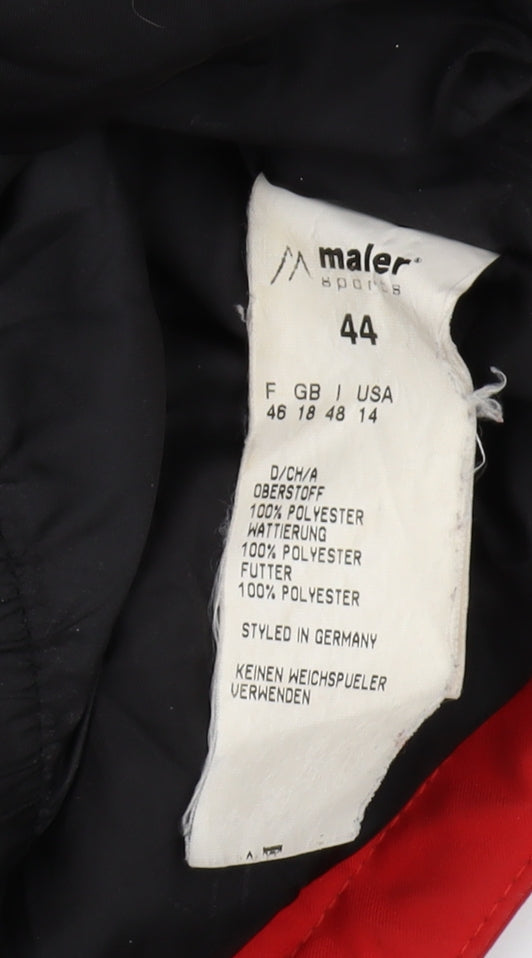 maier®
sports
44
F GB I USA
46 18 48 14
D/CH/A
OBERSTOFF
100% POLYESTER
WATTIERUNG
100% POLYESTER
FUTTER
100% POLYESTER
STYLED IN GERMANY
KEINEN WEICHSPUELER
VERWENDEN